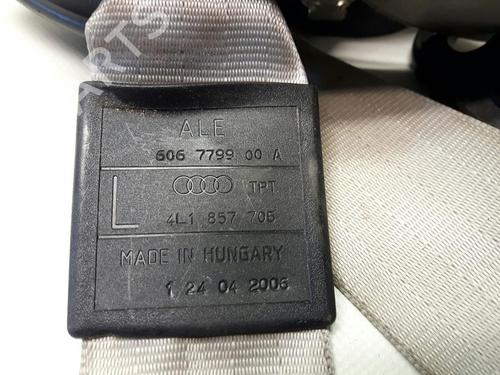 ALE
606 7799 00 A
L
TPT
4L1 857 705
MADE IN HUNGARY
1 24 04 2006